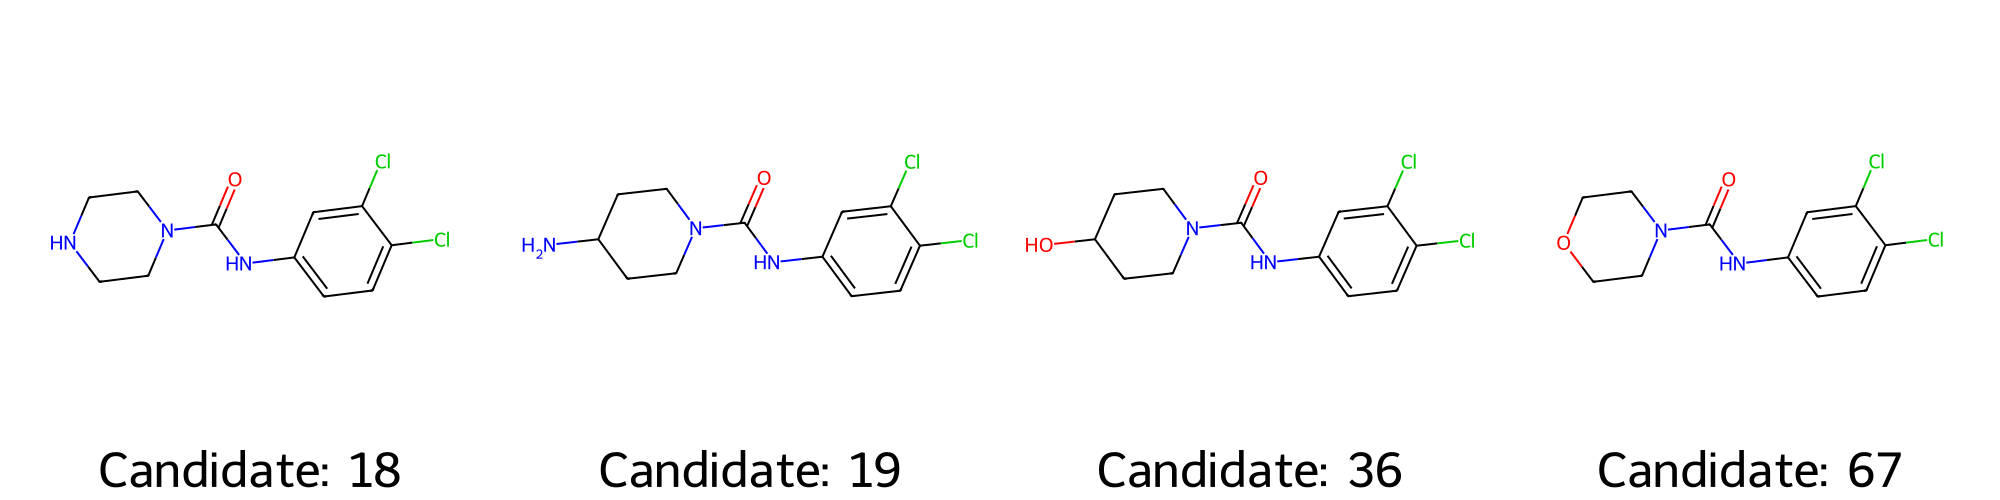 Cl Cl Cl Cl
O O O O
HN N Cl H2N N Cl HO N Cl O N Cl
HN HN HN HN
Candidate: 18 Candidate: 19 Candidate: 36 Candidate: 67